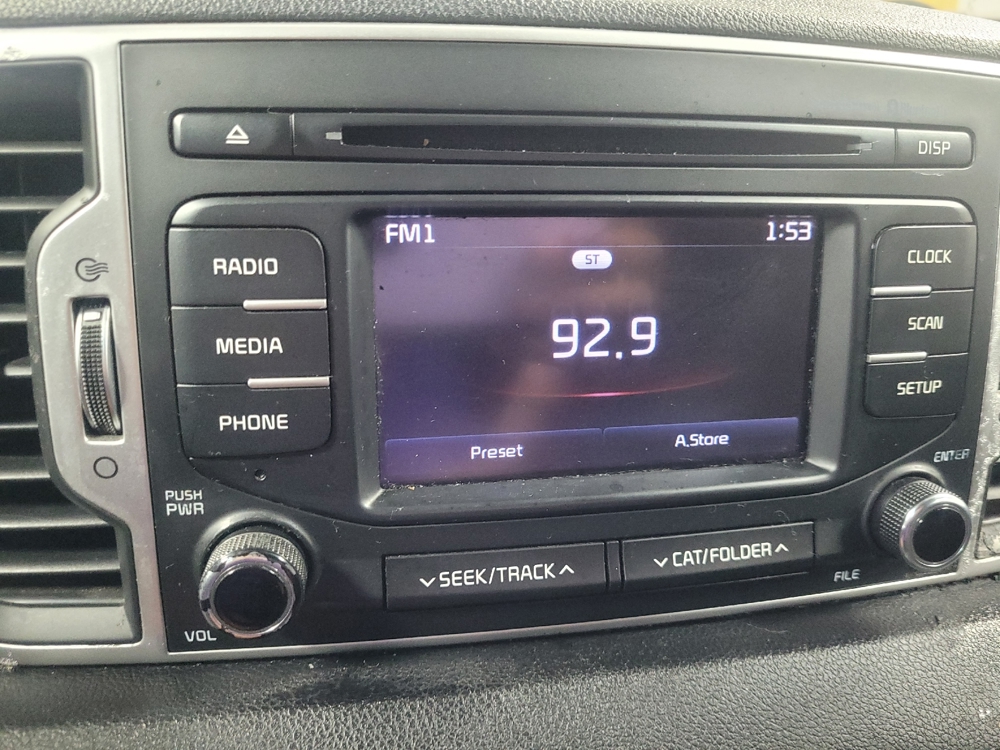 DISP
RADIO
MEDIA
PHONE
FM1 1:53
ST
92.9
Preset A.Store
CLOCK
SCAN
SETUP
PUSH
PWR
VOL
SEEK/TRACK
CAT/FOLDER
ENTER
FILE